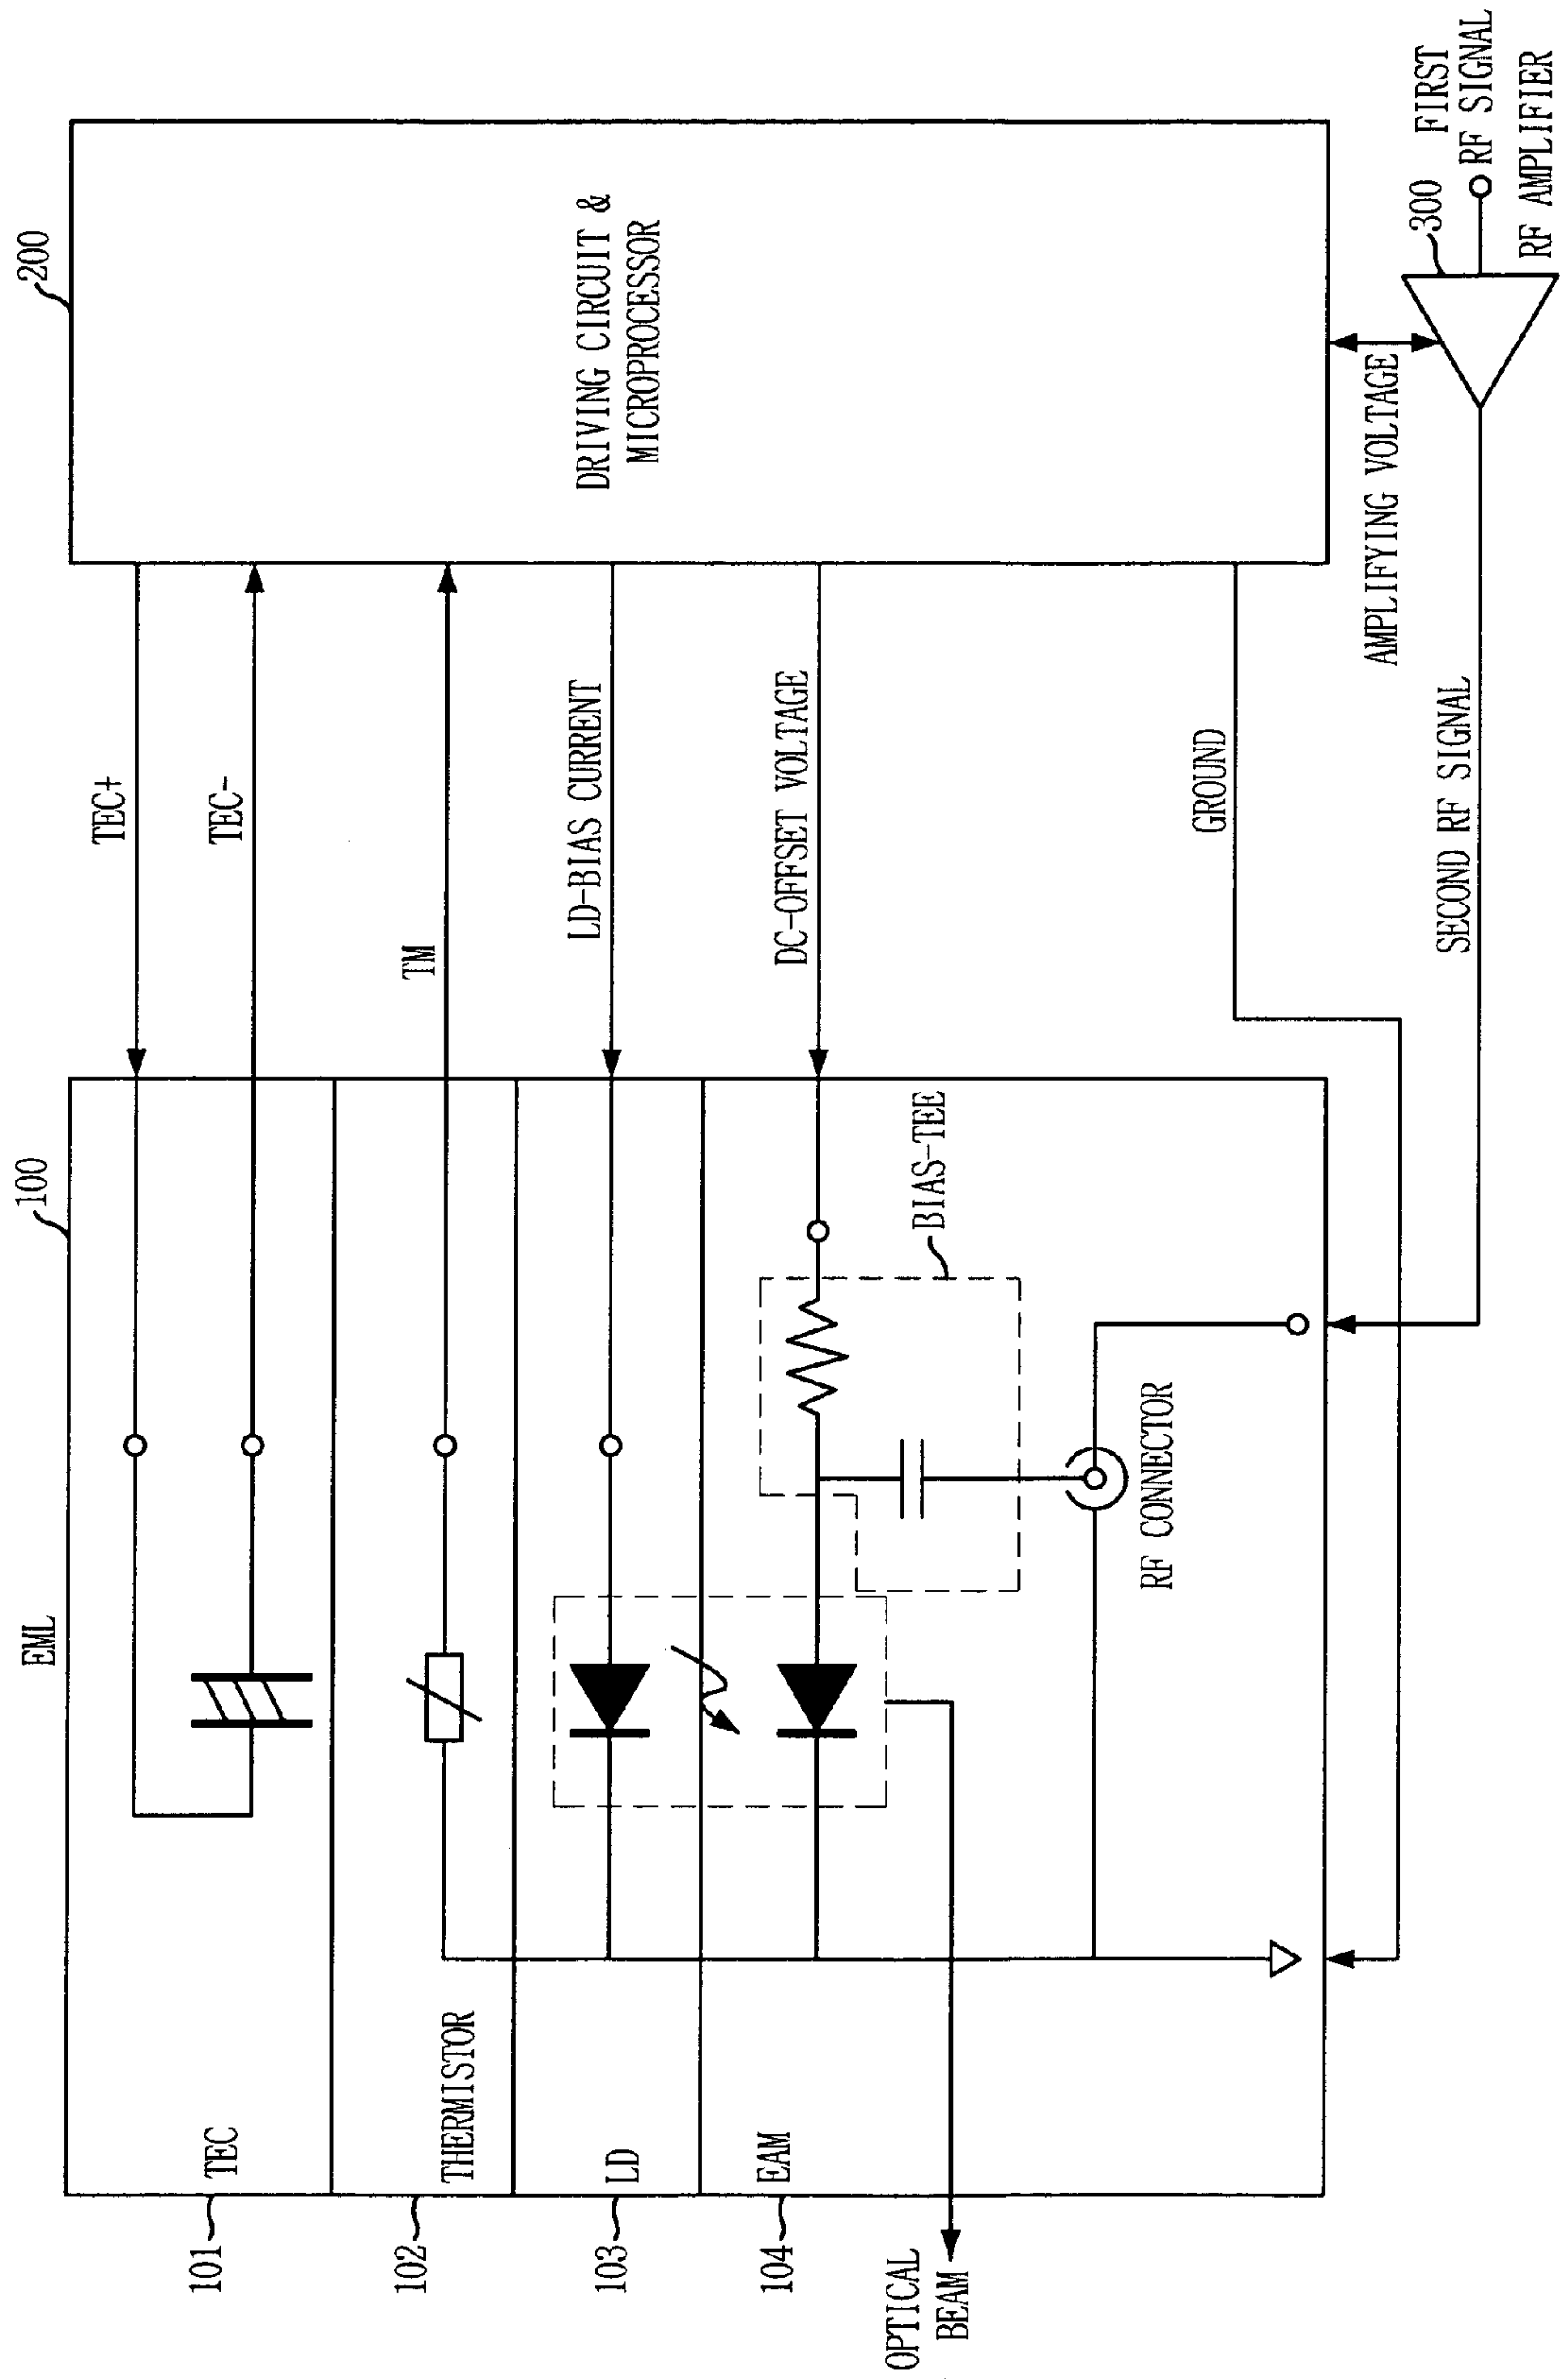 EML
100
200
101
TEC
102
THERMISTOR
103
LD
104
EAM
OPTICAL
BEAM
TEC+
TEC-
TM
LD-BIAS CURRENT
DC-OFFSET VOLTAGE
BIAS-TEE
RF CONNECTOR
GROUND
DRIVING CIRCUIT &
MICROPROCESSOR
AMPLIFYING VOLTAGE
SECOND RF SIGNAL
300
FIRST
RF SIGNAL
RF AMPLIFIER